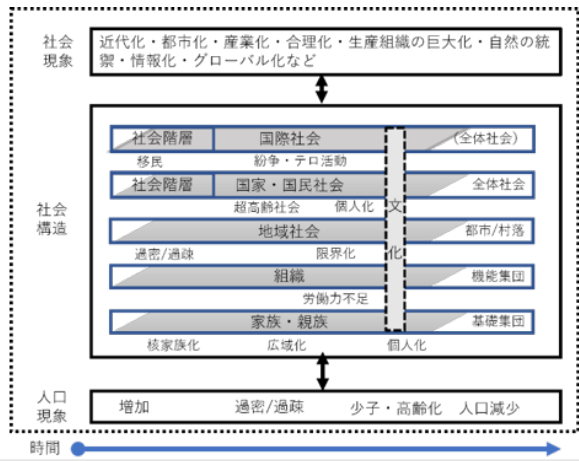 社会
現象
近代化・都市化・産業化・合理化・生産組織の巨大化・自然の統
禦・情報化・グローバル化など
社会
構造
社会階層
国際社会
(全体社会)
移民
紛争・テロ活動
社会階層
国家・国民社会
全体社会
超高齢社会
個人化
文
化
地域社会
都市/村落
過密/過疎
限界化
組織
機能集団
労働力不足
家族・親族
基礎集団
核家族化
広域化
個人化
人口
現象
増加
過密/過疎
少子・高齢化
人口減少
時間